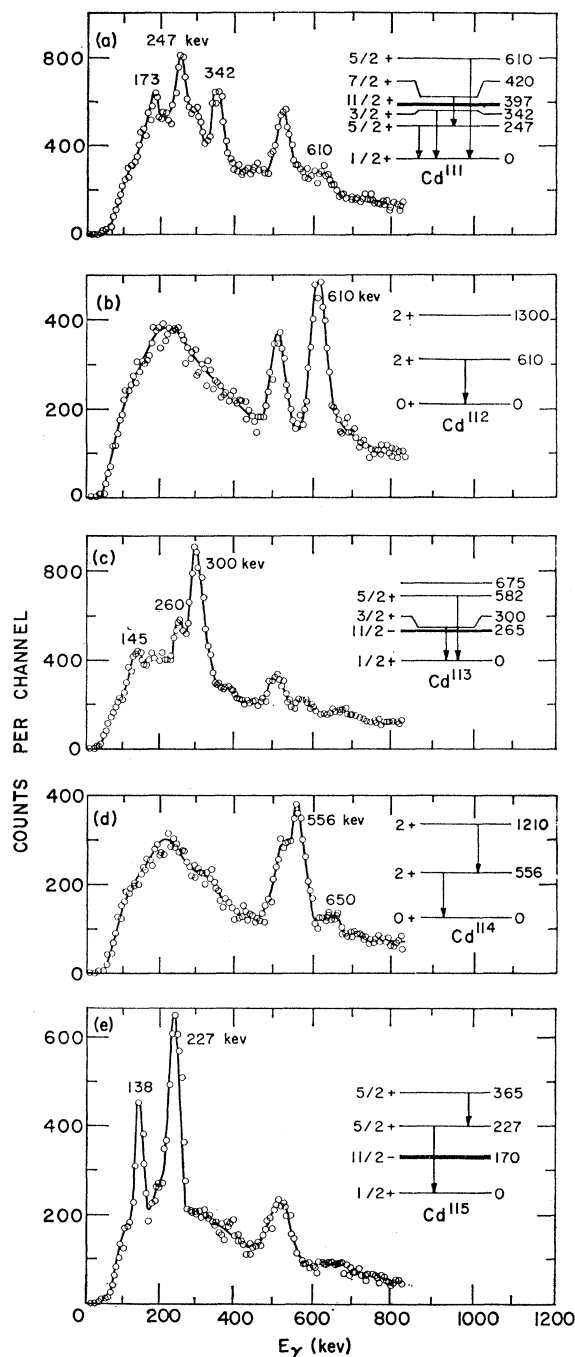 COUNTS PER CHANNEL
(a)
247 kev
173
342
610
800
600
400
200
0
5/2 + 610
7/2 + 420
11/2 + 397
3/2 + 342
5/2 + 247
1/2 + 0
Cd111
(b)
610 kev
400
200
0
2+ 1300
2+ 610
0+ 0
Cd112
(c)
300 kev
260
145
800
600
400
200
0
675
5/2+ 582
3/2+ 300
11/2- 265
1/2+ 0
Cd113
(d)
556 kev
650
400
200
0
2+ 1210
2+ 556
0+ 0
Cd114
(e)
227 kev
138
600
400
200
0
5/2+ 365
5/2+ 227
11/2- 170
1/2+ 0
Cd115
0 200 400 600 800 1000 1200
Eγ (kev)